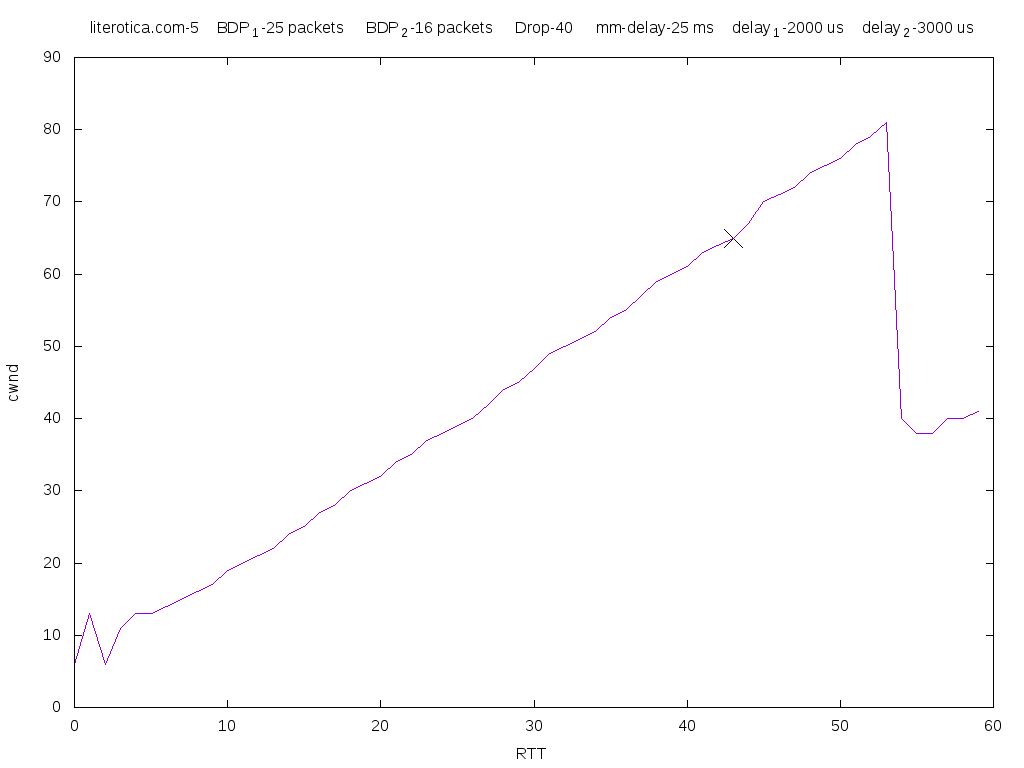 literotica.com-5 BDP1-25 packets BDP2-16 packets Drop-40 mm-delay-25 ms delay1-2000 us delay2-3000 us
90
80
70
60
50
40
30
20
10
0
cwnd
0 10 20 30 40 50 60
RTT